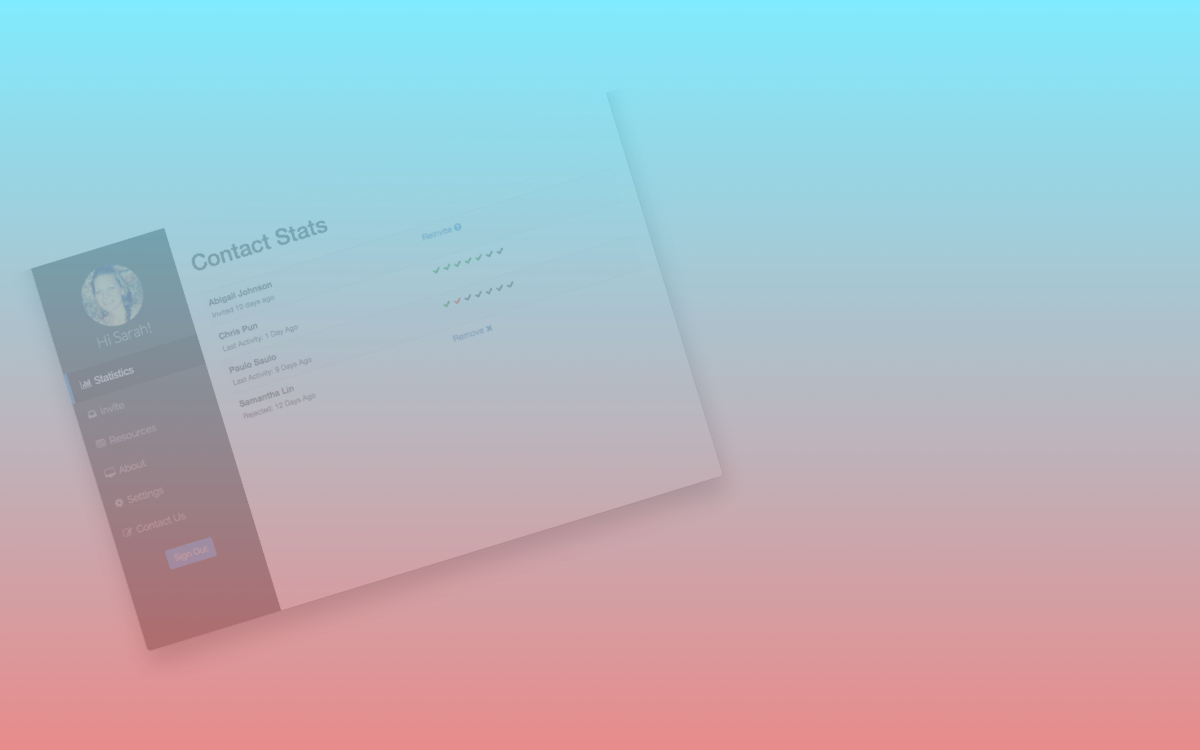 Hi Sarah!
Statistics
Invite
Resources
About
Settings
Contact Us
Sign Out
Contact Stats
Abigail Johnson
Invited 10 days ago
Reinvite
Chris Pun
Last Activity: 1 Day Ago
Paulo Saulo
Last Activity: 9 Days Ago
Samantha Lin
Rejected: 12 Days Ago
Remove